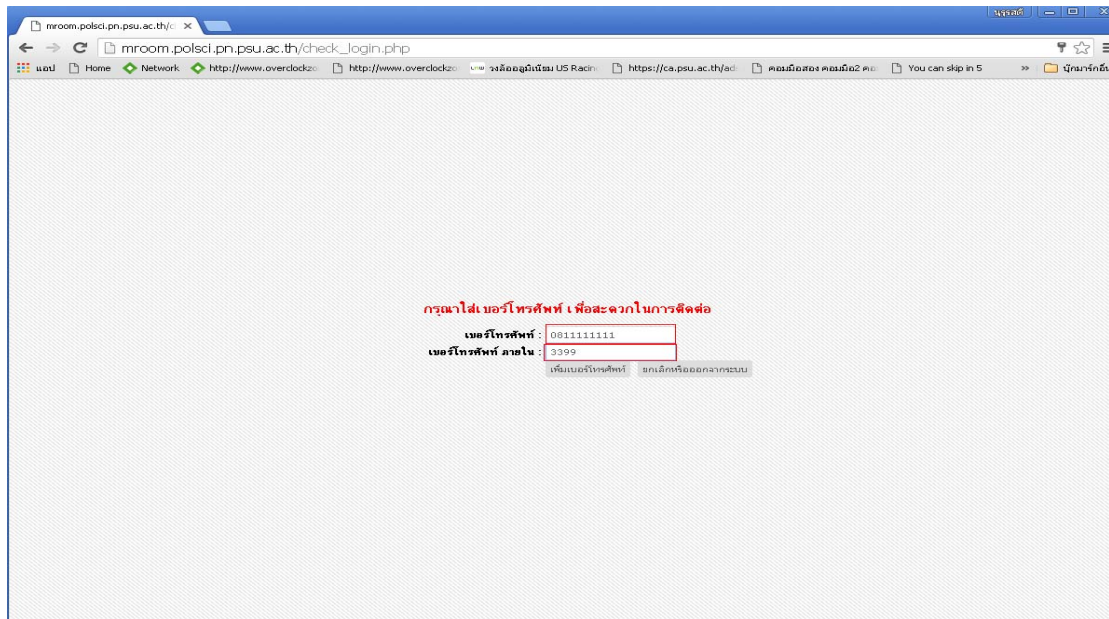 นุรุรสดี
mroom.polsci.pn.psu.ac.th/c
mroom.polsci.pn.psu.ac.th/check_login.php
แอป Home Network http://www.overclockzo http://www.overclockzo วงล้ออลูมิเนียม US Racin https://ca.psu.ac.th/ad คอมมือสอง คอมมือ2 คอ You can skip in 5 » บุ๊กมาร์กอื่น
กรุณาใส่เบอร์โทรศัพท์ เพื่อสะดวกในการติดต่อ
เบอร์โทรศัพท์ : 0811111111
เบอร์โทรศัพท์ ภายใน : 3399
เพิ่มเบอร์โทรศัพท์ ยกเลิกหรือออกจากระบบ